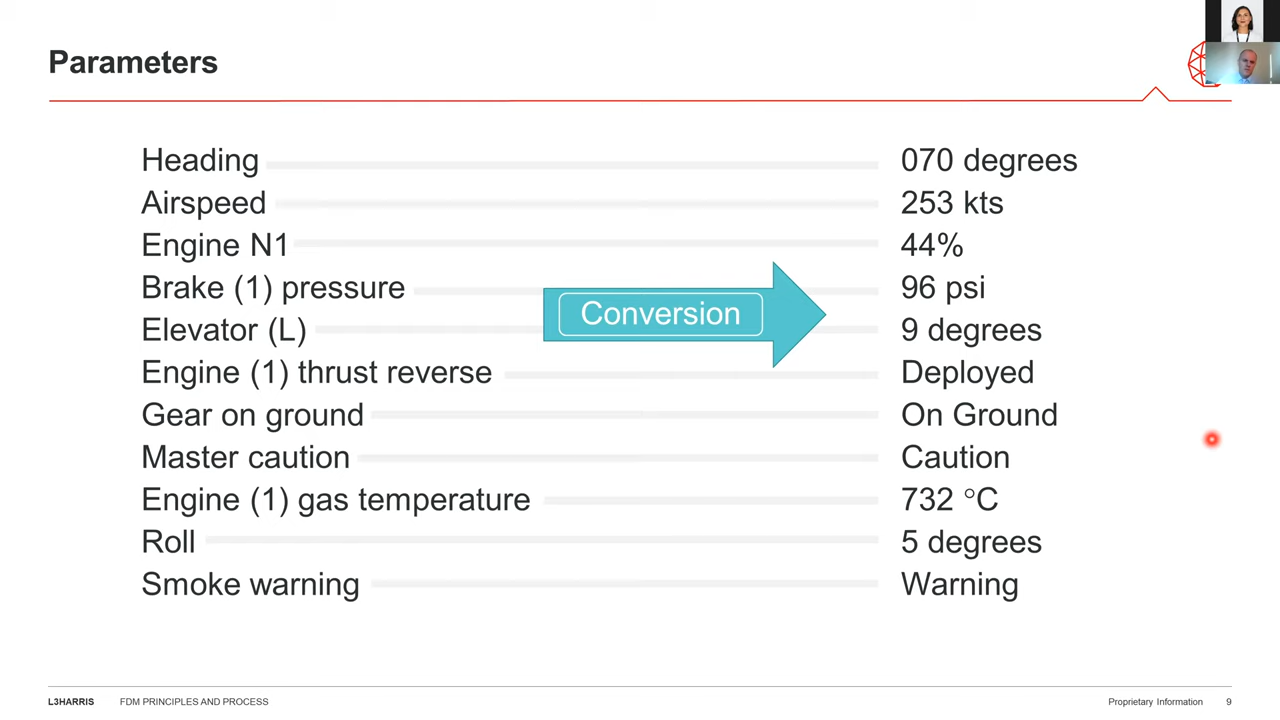 Parameters
Heading 070 degrees
Airspeed 253 kts
Engine N1 44%
Brake (1) pressure 96 psi
Conversion
Elevator (L) 9 degrees
Engine (1) thrust reverse Deployed
Gear on ground On Ground
Master caution Caution
Engine (1) gas temperature 732 °C
Roll 5 degrees
Smoke warning Warning
L3HARRIS FDM PRINCIPLES AND PROCESS Proprietary Information 9